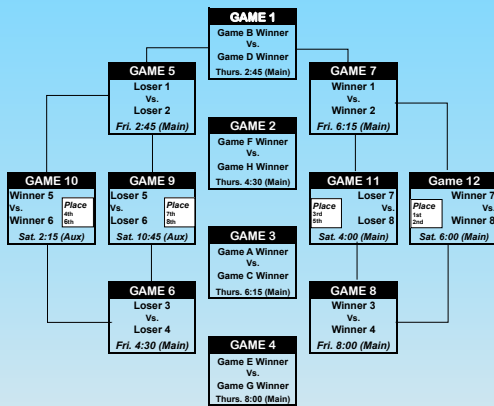 GAME 1
Game B Winner
Vs.
Game D Winner
Thurs. 2:45 (Main)
GAME 5
Loser 1
Vs.
Loser 2
Fri. 2:45 (Main)
GAME 7
Winner 1
Vs.
Winner 2
Fri. 6:15 (Main)
GAME 2
Game F Winner
Vs.
Game H Winner
Thurs. 4:30 (Main)
GAME 10
Winner 5
Vs.
Winner 6
Place
4th
6th
Sat. 2:15 (Aux)
GAME 9
Loser 5
Vs.
Loser 6
Place
7th
8th
Sat. 10:45 (Aux)
GAME 11
Loser 7
Vs.
Loser 8
Place
3rd
5th
Sat. 4:00 (Main)
Game 12
Winner 7
Vs.
Winner 8
Place
1st
2nd
Sat. 6:00 (Main)
GAME 3
Game A Winner
Vs.
Game C Winner
Thurs. 6:15 (Main)
GAME 6
Loser 3
Vs.
Loser 4
Fri. 4:30 (Main)
GAME 8
Winner 3
Vs.
Winner 4
Fri. 8:00 (Main)
GAME 4
Game E Winner
Vs.
Game G Winner
Thurs. 8:00 (Main)